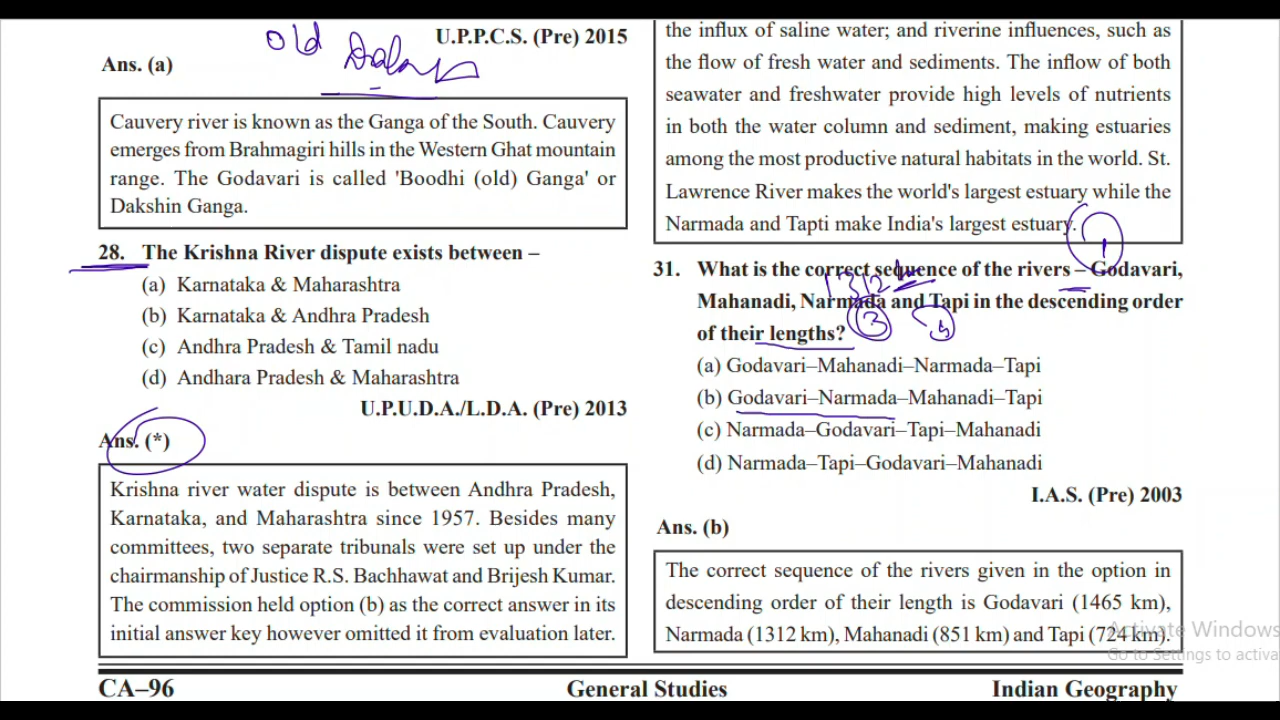 old
U.P.P.C.S. (Pre) 2015
Ans. (a)
Cauvery river is known as the Ganga of the South. Cauvery
emerges from Brahmagiri hills in the Western Ghat mountain
range. The Godavari is called 'Boodhi (old) Ganga' or
Dakshin Ganga.
28. The Krishna River dispute exists between –
(a) Karnataka & Maharashtra
(b) Karnataka & Andhra Pradesh
(c) Andhra Pradesh & Tamil nadu
(d) Andhara Pradesh & Maharashtra
U.P.U.D.A./L.D.A. (Pre) 2013
Ans. (*)
Krishna river water dispute is between Andhra Pradesh,
Karnataka, and Maharashtra since 1957. Besides many
committees, two separate tribunals were set up under the
chairmanship of Justice R.S. Bachhawat and Brijesh Kumar.
The commission held option (b) as the correct answer in its
initial answer key however omitted it from evaluation later.
the influx of saline water; and riverine influences, such as
the flow of fresh water and sediments. The inflow of both
seawater and freshwater provide high levels of nutrients
in both the water column and sediment, making estuaries
among the most productive natural habitats in the world. St.
Lawrence River makes the world's largest estuary while the
Narmada and Tapti make India's largest estuary.
1
31. What is the correct sequence of the rivers – Godavari,
1312
Mahanadi, Narmada and Tapi in the descending order
3
of their lengths?
(a) Godavari–Mahanadi–Narmada–Tapi
(b) Godavari–Narmada–Mahanadi–Tapi
(c) Narmada–Godavari–Tapi–Mahanadi
(d) Narmada–Tapi–Godavari–Mahanadi
I.A.S. (Pre) 2003
Ans. (b)
The correct sequence of the rivers given in the option in
descending order of their length is Godavari (1465 km),
Narmada (1312 km), Mahanadi (851 km) and Tapi (724 km).
Activate Windows
Go to Settings to activa
CA–96
General Studies
Indian Geography